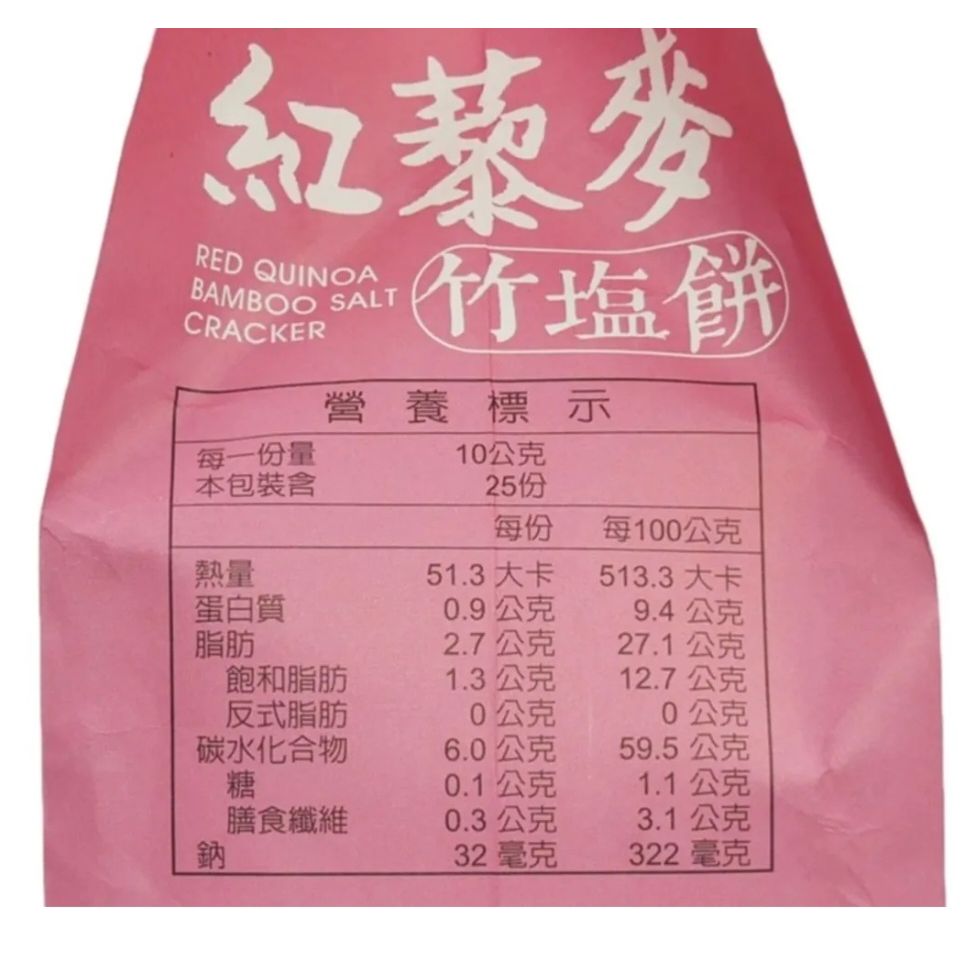 紅藜麥
RED QUINOA
BAMBOO SALT
CRACKER
竹塩餅
營養標示
每一份量 10公克
本包裝含 25份
每份 每100公克
熱量 51.3 大卡 513.3 大卡
蛋白質 0.9 公克 9.4 公克
脂肪 2.7 公克 27.1 公克
飽和脂肪 1.3 公克 12.7 公克
反式脂肪 0 公克 0 公克
碳水化合物 6.0 公克 59.5 公克
糖 0.1 公克 1.1 公克
膳食纖維 0.3 公克 3.1 公克
鈉 32 毫克 322 毫克